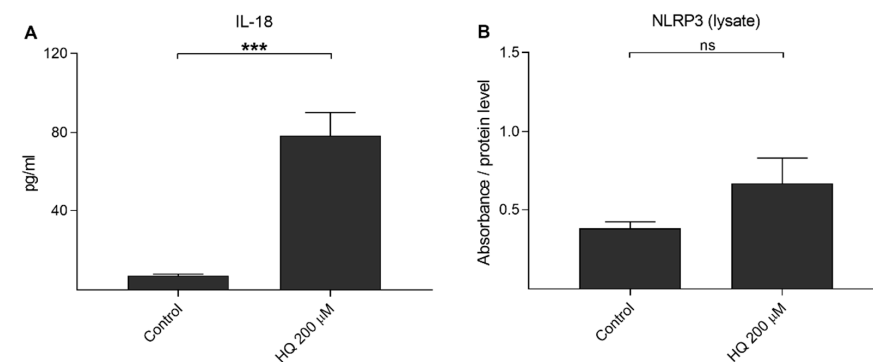 A
IL-18
120
80
40
pg/ml
***
Control
HQ 200 μM
B
NLRP3 (lysate)
1.5
1.0
0.5
Absorbance / protein level
ns
Control
HQ 200 μM